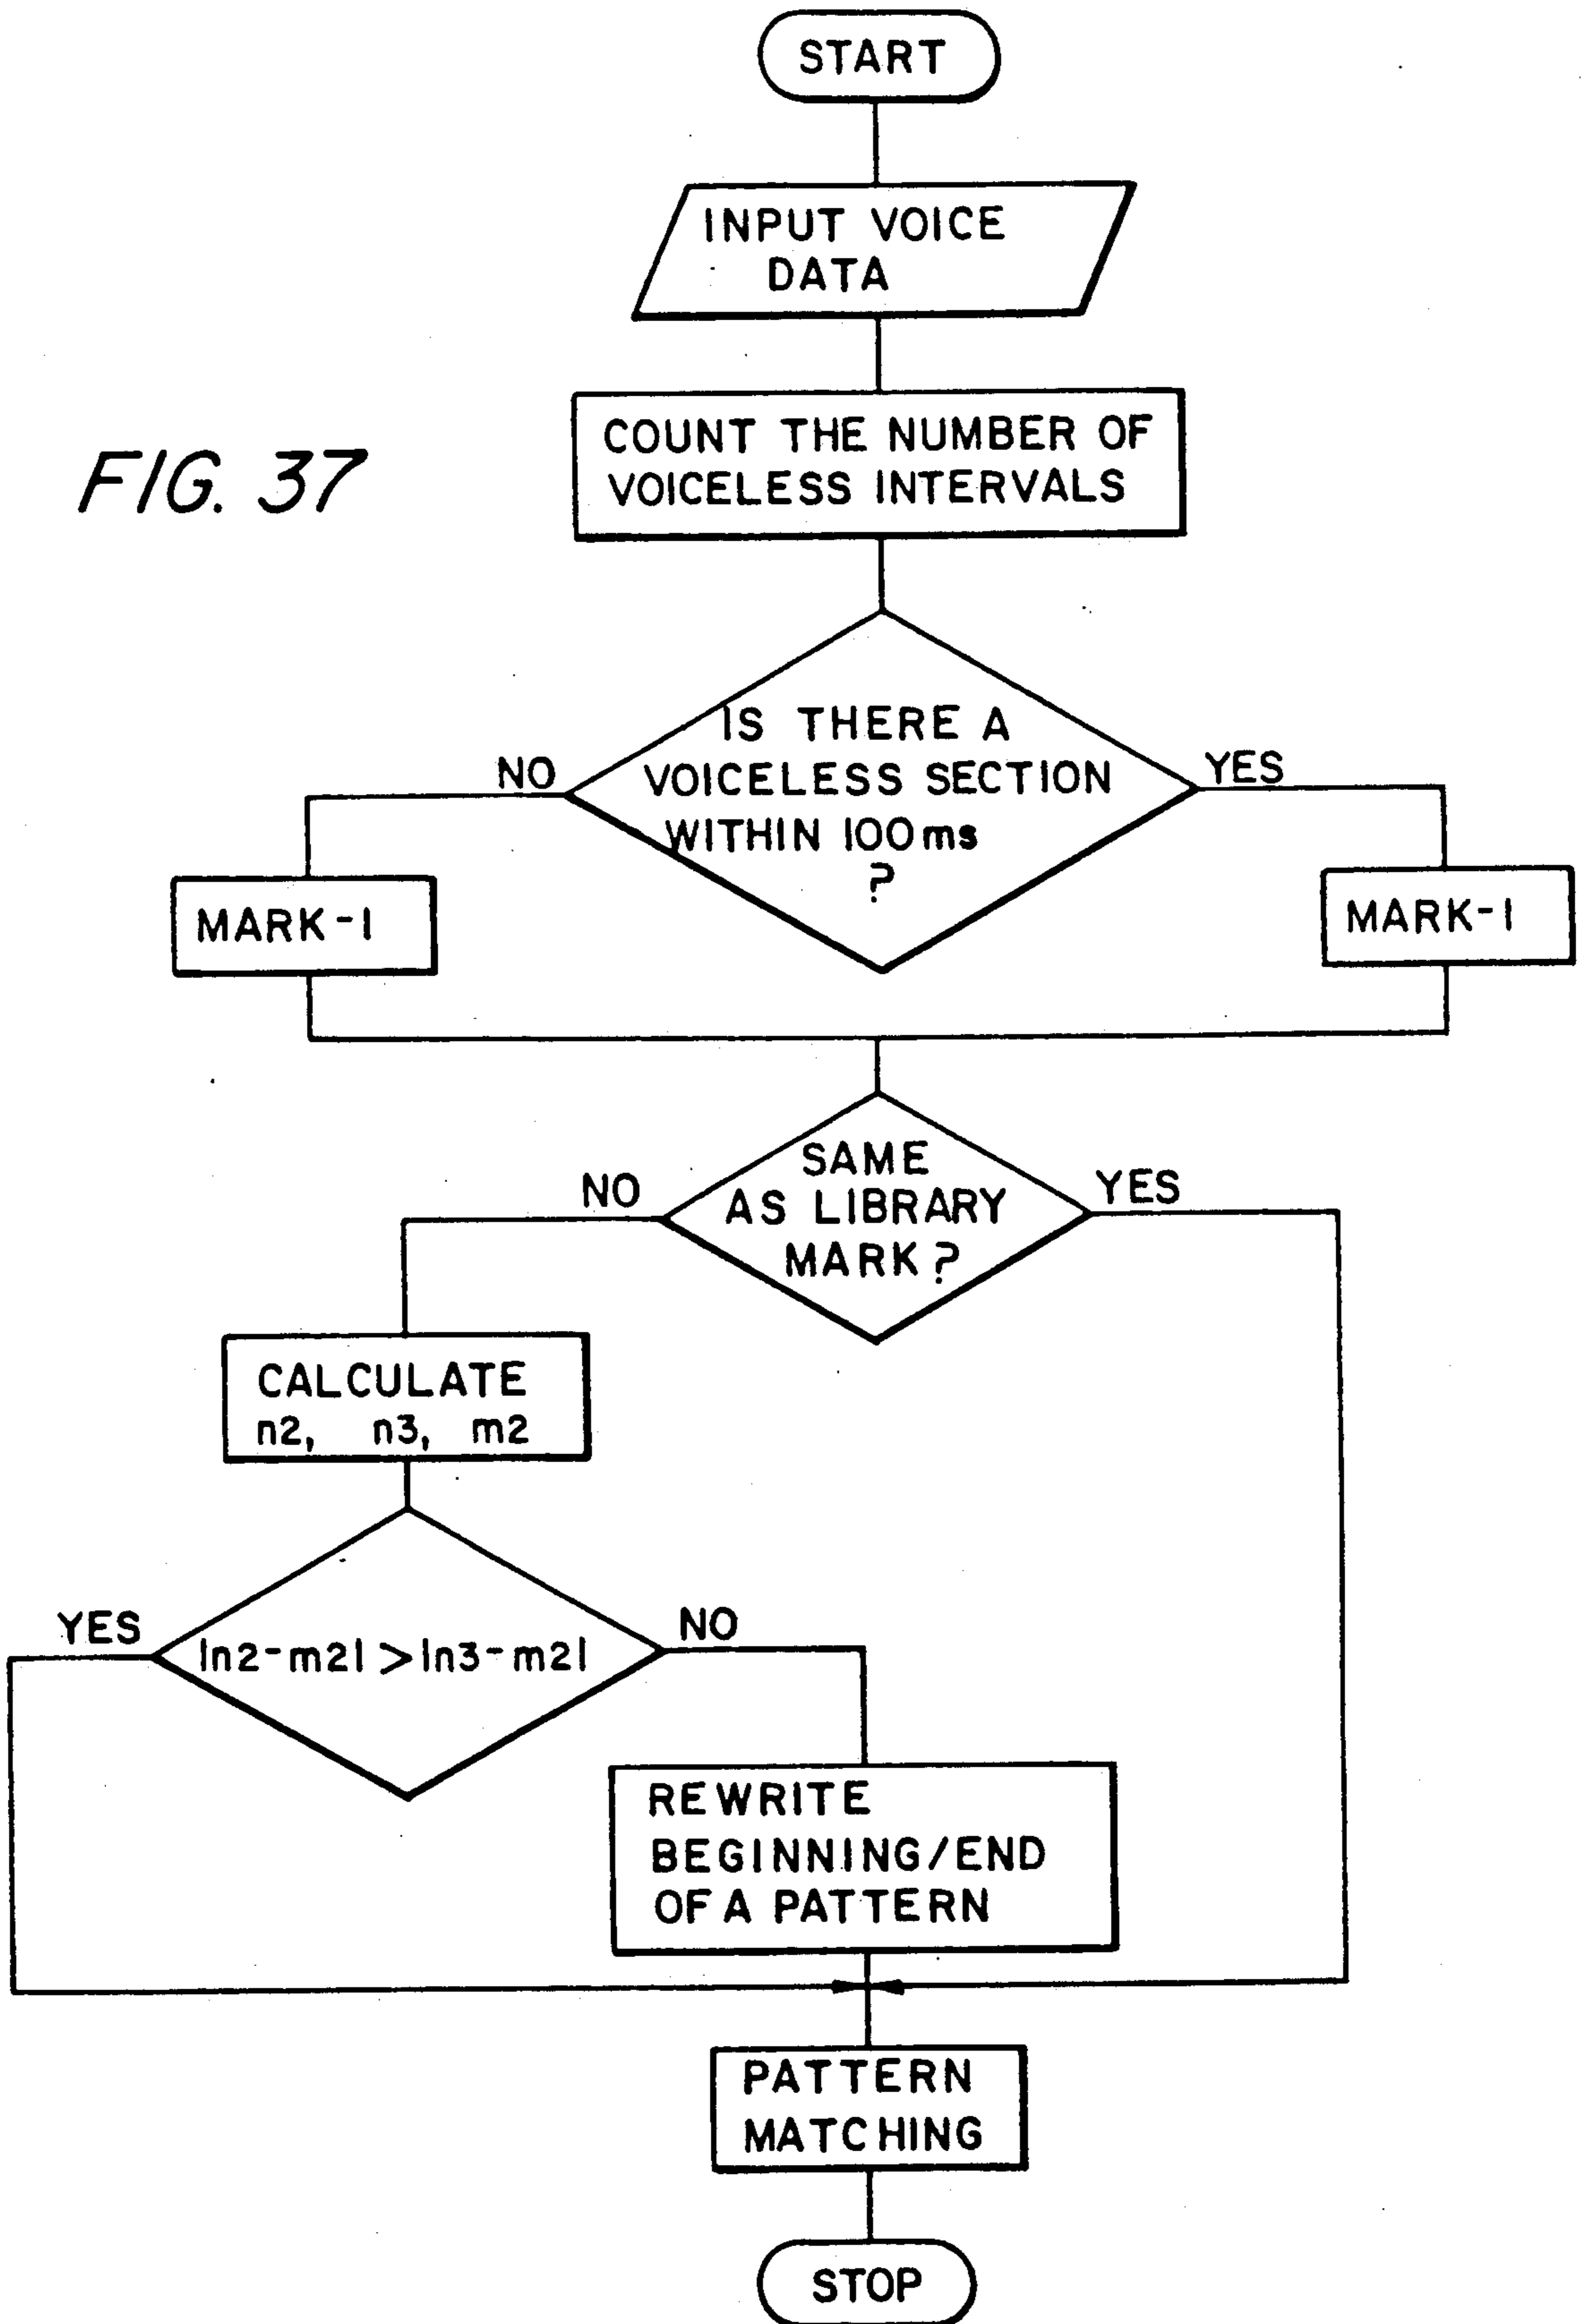 START
INPUT VOICE
DATA
FIG. 37
COUNT THE NUMBER OF
VOICELESS INTERVALS
IS THERE A
VOICELESS SECTION
WITHIN 100ms
?
NO
YES
MARK-1
MARK-1
SAME
AS LIBRARY
MARK?
NO
YES
CALCULATE
n2, n3, m2
|n2-m2|>|n3-m2|
YES
NO
REWRITE
BEGINNING/END
OF A PATTERN
PATTERN
MATCHING
STOP